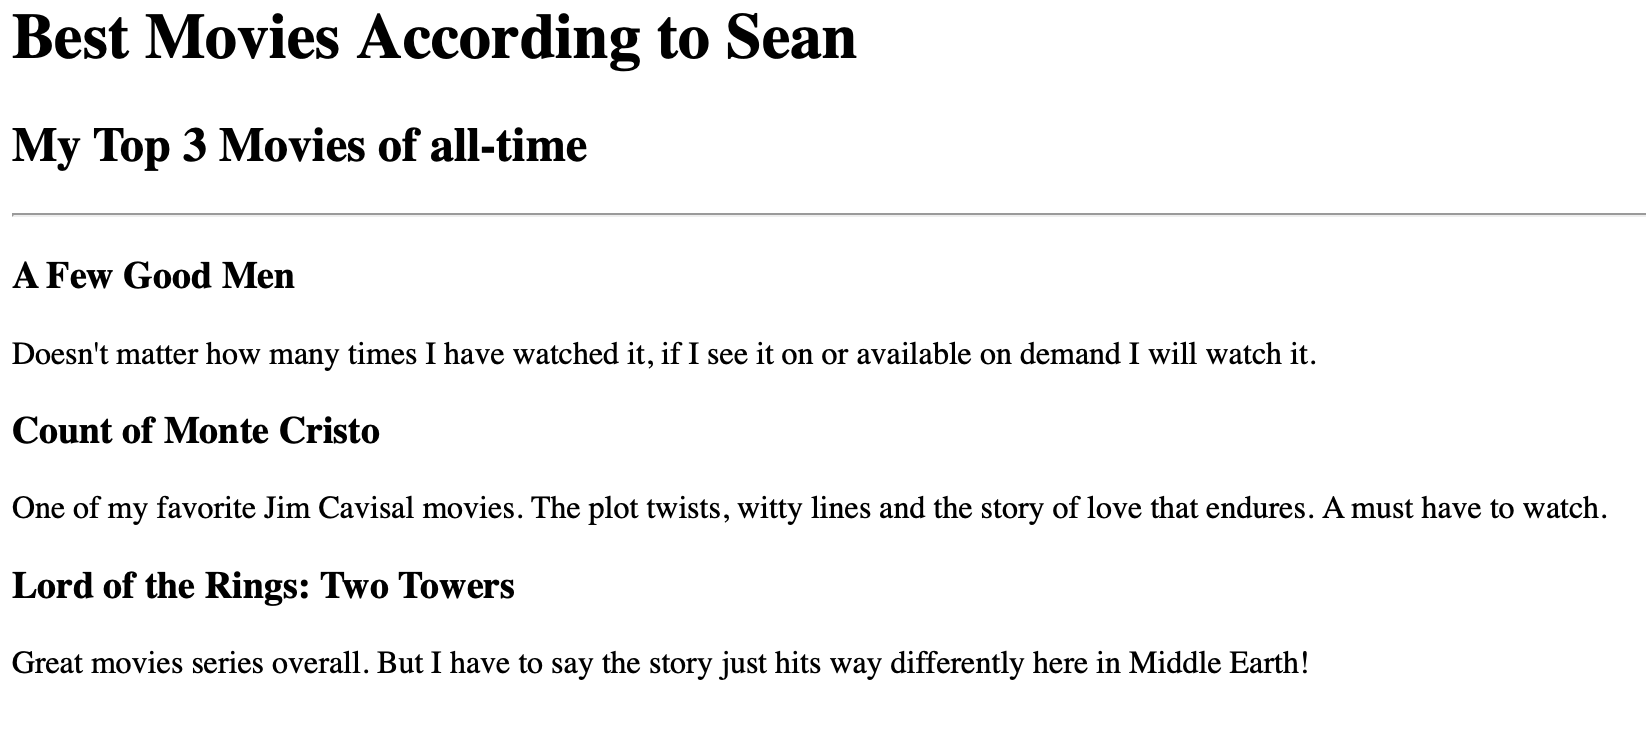 Best Movies According to Sean
My Top 3 Movies of all-time
A Few Good Men
Doesn't matter how many times I have watched it, if I see it on or available on demand I will watch it.
Count of Monte Cristo
One of my favorite Jim Cavisal movies. The plot twists, witty lines and the story of love that endures. A must have to watch.
Lord of the Rings: Two Towers
Great movies series overall. But I have to say the story just hits way differently here in Middle Earth!